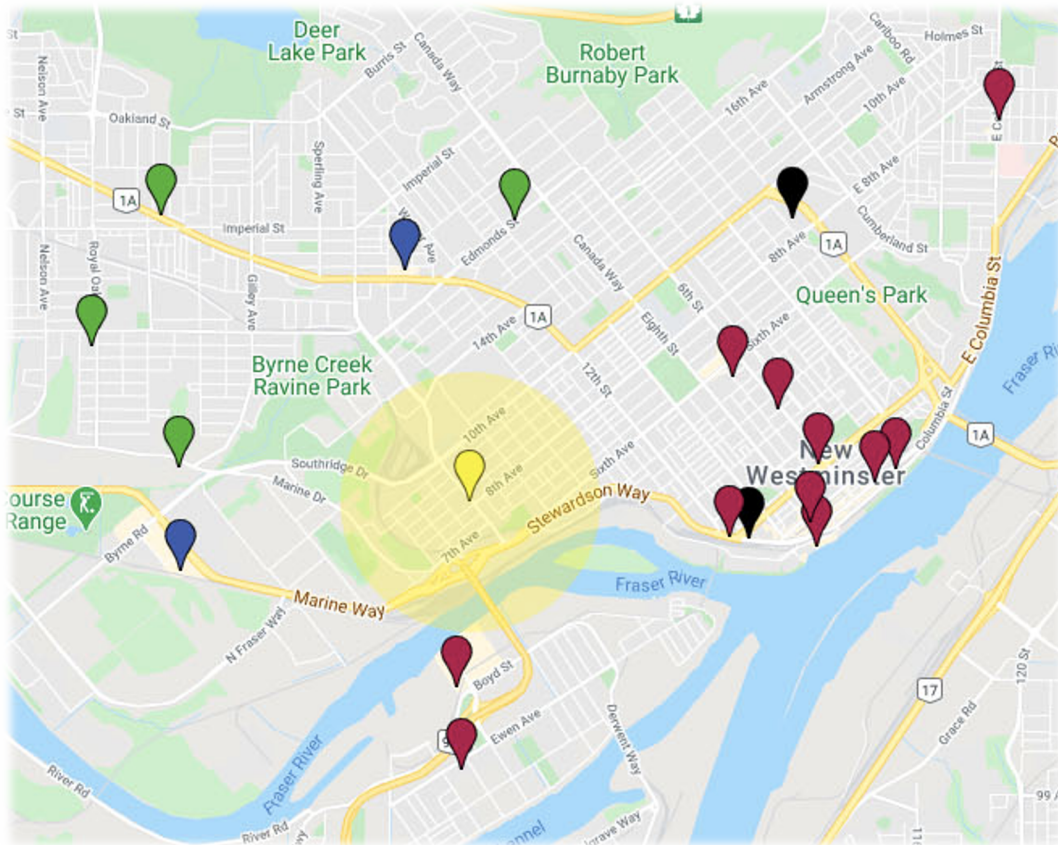 Deer
Lake Park
Burris St
Canada Way
Robert
Burnaby Park
1
Cariboo Rd
Holmes St
Armstrong Ave
16th Ave
10th Ave
Nelson Ave
St
Oakland St
Sperling Ave
Imperial St
E 8th Ave
1A
Imperial St
Edmonds St
Canada Way
8th Ave
Cumberland St
1A
Nelson Ave
Gilley Ave
Queen's Park
6th St
1A
14th Ave
Eighth St
Sixth Ave
E Columbia St
Byrne Creek
Ravine Park
12th St
10th Ave
Columbia St
1A
Sixth Ave
New
Westminster
Southridge Dr
Marine Dr
8th Ave
Stewardson Way
ourse
Range
Byrne Rd
7th Ave
Fraser River
Marine Way
N Fraser Way
Boyd St
120 St
17
Grace Rd
Ewen Ave
Derwent Way
Fraser River
River Rd
River Rd
99 A